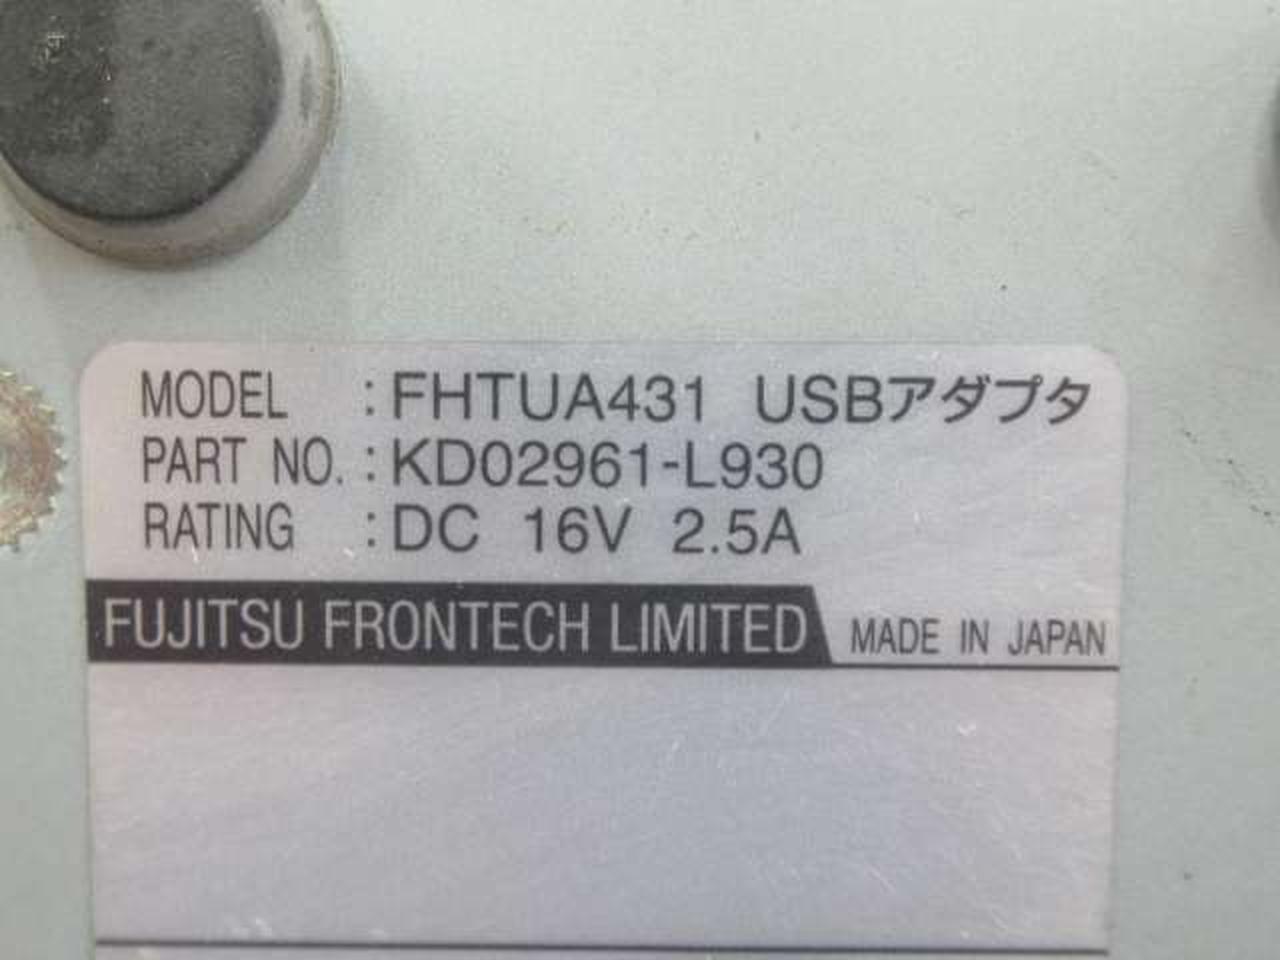 MODEL : FHTUA431 USBアダプタ
PART NO. : KD02961-L930
RATING : DC 16V 2.5A
FUJITSU FRONTECH LIMITED MADE IN JAPAN